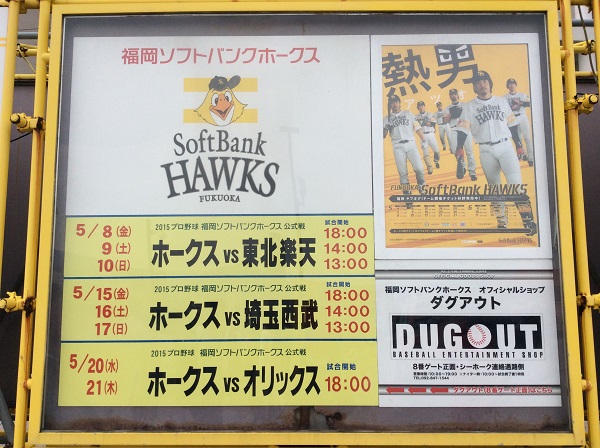 福岡ソフトバンクホークス
SoftBank
HAWKS
FUKUOKA
5/8(金)
9(土)
10(日)
2015プロ野球 福岡ソフトバンクホークス 公式戦
ホークス vs 東北楽天
試合開始
18:00
14:00
13:00
5/15(金)
16(土)
17(日)
2015プロ野球 福岡ソフトバンクホークス 公式戦
ホークス vs 埼玉西武
試合開始
18:00
14:00
13:00
5/20(水)
21(木)
2015プロ野球 福岡ソフトバンクホークス 公式戦
ホークス vs オリックス
試合開始
18:00
熱男
アツオ
FUKUOKA SoftBank HAWKS
福岡ソフトバンクホークス オフィシャルショップ
ダグアウト
DUGOUT
BASEBALL ENTERTAINMENT SHOP
8番ゲート正面・シーホーク連絡通路側